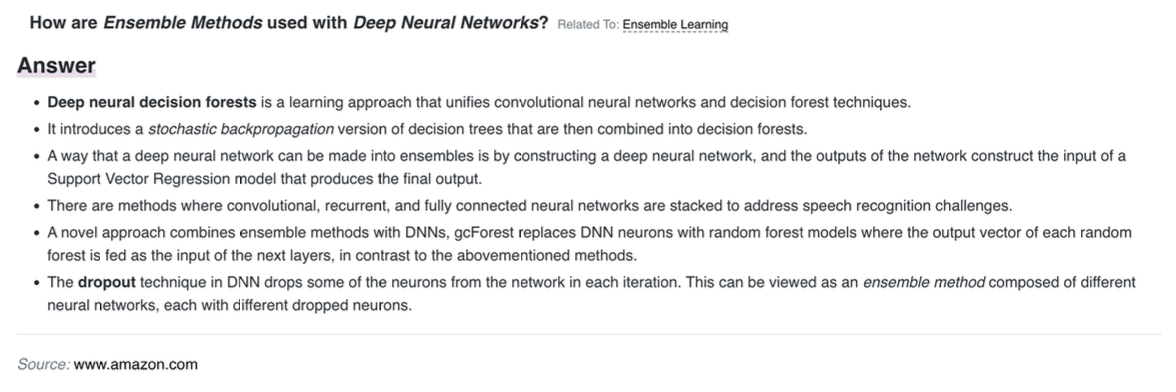 How are Ensemble Methods used with Deep Neural Networks? Related To: Ensemble Learning
Answer
• Deep neural decision forests is a learning approach that unifies convolutional neural networks and decision forest techniques.
• It introduces a stochastic backpropagation version of decision trees that are then combined into decision forests.
• A way that a deep neural network can be made into ensembles is by constructing a deep neural network, and the outputs of the network construct the input of a
Support Vector Regression model that produces the final output.
• There are methods where convolutional, recurrent, and fully connected neural networks are stacked to address speech recognition challenges.
• A novel approach combines ensemble methods with DNNs, gcForest replaces DNN neurons with random forest models where the output vector of each random
forest is fed as the input of the next layers, in contrast to the abovementioned methods.
• The dropout technique in DNN drops some of the neurons from the network in each iteration. This can be viewed as an ensemble method composed of different
neural networks, each with different dropped neurons.
Source: www.amazon.com